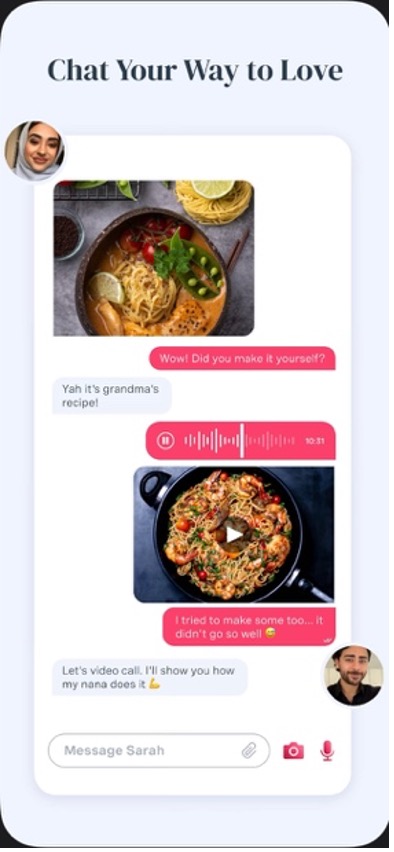 Chat Your Way to Love
Wow! Did you make it yourself?
Yah it's grandma's
recipe!
10:31
I tried to make some too... it
didn't go so well 😅
Let's video call. I'll show you how
my nana does it 💪
Message Sarah